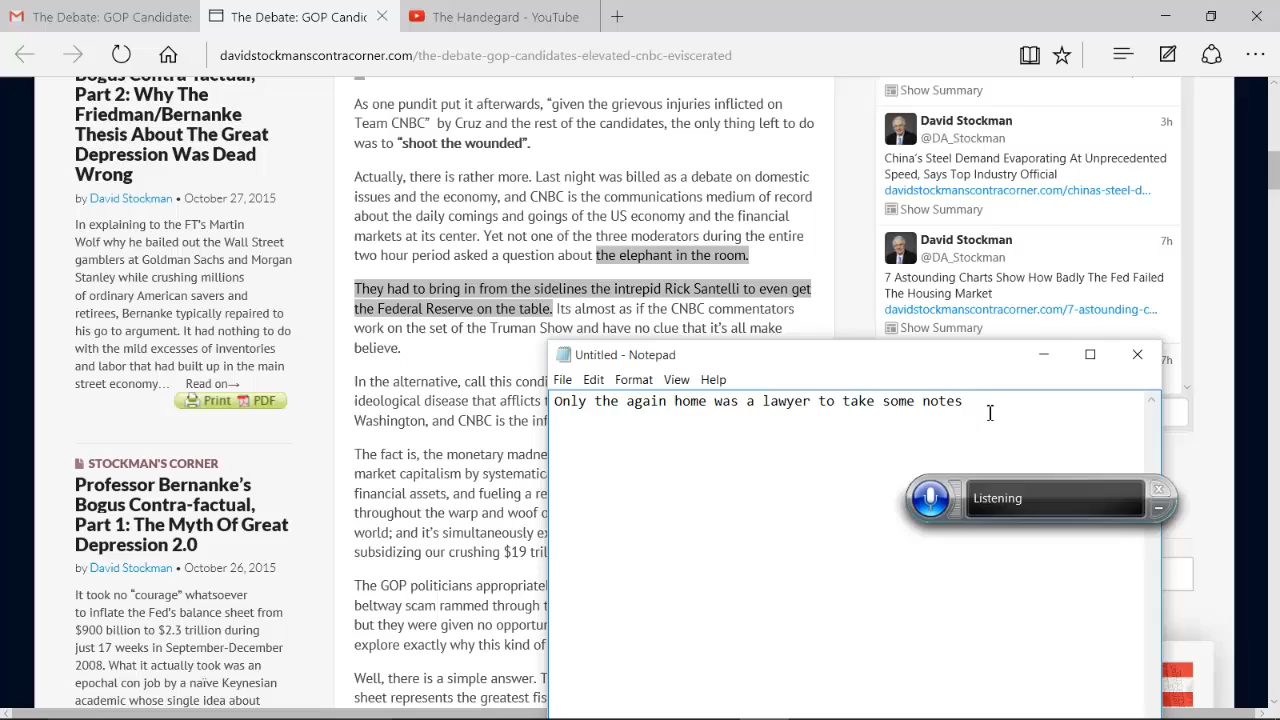 The Debate: GOP Candidates
The Debate: GOP Candi
The Handegard - YouTube
davidstockmanscontracorner.com/the-debate-gop-candidates-elevated-cnbc-eviscerated
Bogus Contra-factual,
Part 2: Why The
Friedman/Bernanke
Thesis About The Great
Depression Was Dead
Wrong
by David Stockman • October 27, 2015
In explaining to the FT's Martin
Wolf why he bailed out the Wall Street
gamblers at Goldman Sachs and Morgan
Stanley while crushing millions
of ordinary American savers and
retirees, Bernanke typically repaired to
his go to argument. It had nothing to do
with the mild excesses of inventories
and labor that had built up in the main
street economy… Read on→
Print PDF
STOCKMAN'S CORNER
Professor Bernanke's
Bogus Contra-factual,
Part 1: The Myth Of Great
Depression 2.0
by David Stockman • October 26, 2015
It took no “courage” whatsoever
to inflate the Fed's balance sheet from
$900 billion to $2.3 trillion during
just 17 weeks in September-December
2008. What it actually took was an
epochal con job by a naïve Keynesian
academic whose single idea about
As one pundit put it afterwards, “given the grievous injuries inflicted on
Team CNBC” by Cruz and the rest of the candidates, the only thing left to do
was to “shoot the wounded”.
Actually, there is rather more. Last night was billed as a debate on domestic
issues and the economy, and CNBC is the communications medium of record
about the daily comings and goings of the US economy and the financial
markets at its center. Yet not one of the three moderators during the entire
two hour period asked a question about the elephant in the room.
They had to bring in from the sidelines the intrepid Rick Santelli to even get
the Federal Reserve on the table. Its almost as if the CNBC commentators
work on the set of the Truman Show and have no clue that it's all make
believe.
In the alternative, call this condi
ideological disease that afflicts t
Washington, and CNBC is the inf
The fact is, the monetary madne
market capitalism by systematic
financial assets, and fueling a re
throughout the warp and woof o
world; and it's simultaneously e
subsidizing our crushing $19 tril
The GOP politicians appropriatel
beltway scam rammed through t
but they were given no opportun
explore exactly why this kind of
Well, there is a simple answer. T
sheet represents the greatest fis
Show Summary
David Stockman 3h
@DA_Stockman
China's Steel Demand Evaporating At Unprecedented
Speed, Says Top Industry Official
davidstockmanscontracorner.com/chinas-steel-d...
Show Summary
David Stockman 7h
@DA_Stockman
7 Astounding Charts Show How Badly The Fed Failed
The Housing Market
davidstockmanscontracorner.com/7-astounding-c...
Show Summary
7h
Untitled - Notepad
File Edit Format View Help
Only the again home was a lawyer to take some notes
Listening